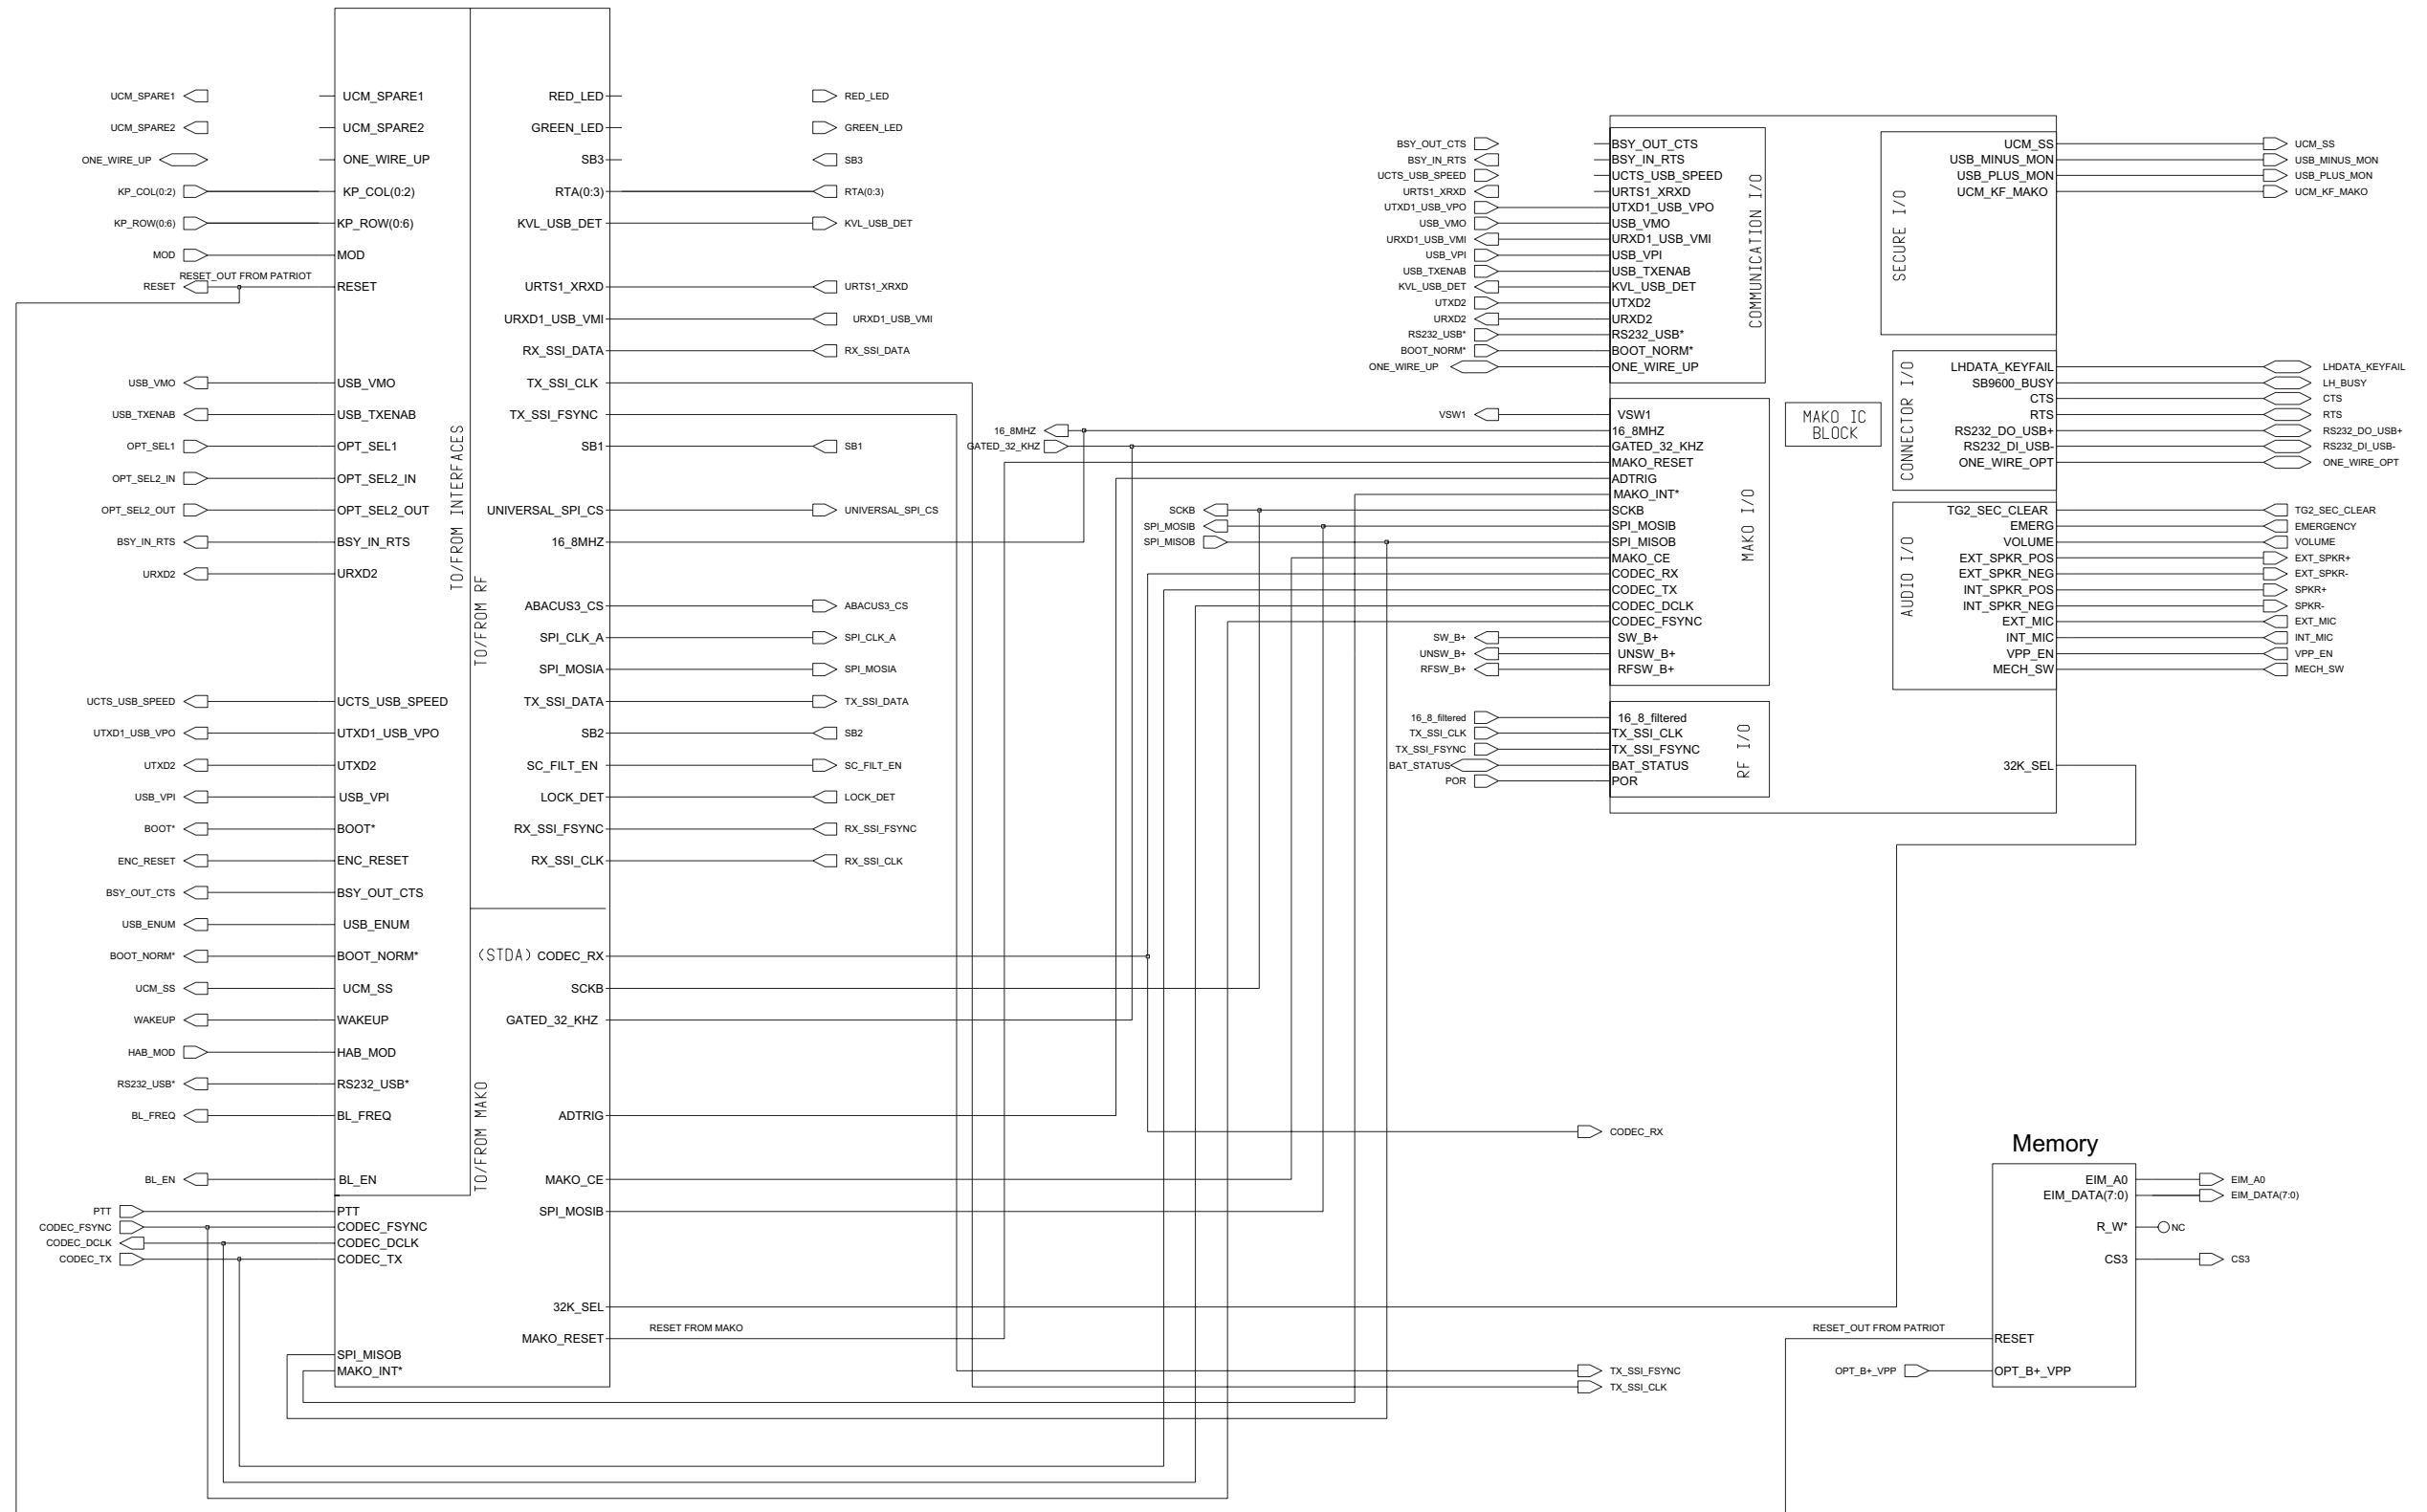 UCM_SPARE1
UCM_SPARE2
ONE_WIRE_UP
KP_COL(0:2)
KP_ROW(0:6)
MOD
RESET
RESET_OUT FROM PATRIOT
USB_VMO
USB_TXENAB
OPT_SEL1
OPT_SEL2_IN
OPT_SEL2_OUT
BSY_IN_RTS
URXD2
UCTS_USB_SPEED
UTXD1_USB_VPO
UTXD2
USB_VPI
BOOT*
ENC_RESET
BSY_OUT_CTS
USB_ENUM
BOOT_NORM*
UCM_SS
WAKEUP
HAB_MOD
RS232_USB*
BL_FREQ
BL_EN
PTT
CODEC_FSYNC
CODEC_DCLK
CODEC_TX
UCM_SPARE1
UCM_SPARE2
ONE_WIRE_UP
KP_COL(0:2)
KP_ROW(0:6)
MOD
RESET
USB_VMO
USB_TXENAB
OPT_SEL1
OPT_SEL2_IN
OPT_SEL2_OUT
BSY_IN_RTS
URXD2
UCTS_USB_SPEED
UTXD1_USB_VPO
UTXD2
USB_VPI
BOOT*
ENC_RESET
BSY_OUT_CTS
USB_ENUM
BOOT_NORM*
UCM_SS
WAKEUP
HAB_MOD
RS232_USB*
BL_FREQ
BL_EN
PTT
CODEC_FSYNC
CODEC_DCLK
CODEC_TX
SPI_MISOB
MAKO_INT*
TO/FROM INTERFACES
TO/FROM RF
TO/FROM MAKO
RED_LED
GREEN_LED
SB3
RTA(0:3)
KVL_USB_DET
URTS1_XRXD
URXD1_USB_VMI
RX_SSI_DATA
TX_SSI_CLK
TX_SSI_FSYNC
SB1
UNIVERSAL_SPI_CS
16_8MHZ
ABACUS3_CS
SPI_CLK_A
SPI_MOSIA
TX_SSI_DATA
SB2
SC_FILT_EN
LOCK_DET
RX_SSI_FSYNC
RX_SSI_CLK
(STDA) CODEC_RX
SCKB
GATED_32_KHZ
ADTRIG
MAKO_CE
SPI_MOSIB
32K_SEL
MAKO_RESET
RESET FROM MAKO
RED_LED
GREEN_LED
SB3
RTA(0:3)
KVL_USB_DET
URTS1_XRXD
URXD1_USB_VMI
RX_SSI_DATA
SB1
UNIVERSAL_SPI_CS
ABACUS3_CS
SPI_CLK_A
SPI_MOSIA
TX_SSI_DATA
SB2
SC_FILT_EN
LOCK_DET
RX_SSI_FSYNC
RX_SSI_CLK
BSY_OUT_CTS
BSY_IN_RTS
UCTS_USB_SPEED
URTS1_XRXD
UTXD1_USB_VPO
USB_VMO
URXD1_USB_VMI
USB_VPI
USB_TXENAB
KVL_USB_DET
UTXD2
URXD2
RS232_USB*
BOOT_NORM*
ONE_WIRE_UP
VSW1
16_8MHZ
GATED_32_KHZ
SCKB
SPI_MOSIB
SPI_MISOB
SW_B+
UNSW_B+
RFSW_B+
16_8_filtered
TX_SSI_CLK
TX_SSI_FSYNC
BAT_STATUS
POR
CODEC_RX
TX_SSI_FSYNC
TX_SSI_CLK
BSY_OUT_CTS
BSY_IN_RTS
UCTS_USB_SPEED
URTS1_XRXD
UTXD1_USB_VPO
USB_VMO
URXD1_USB_VMI
USB_VPI
USB_TXENAB
KVL_USB_DET
UTXD2
URXD2
RS232_USB*
BOOT_NORM*
ONE_WIRE_UP
COMMUNICATION I/O
VSW1
16_8MHZ
GATED_32_KHZ
MAKO_RESET
ADTRIG
MAKO_INT*
SCKB
SPI_MOSIB
SPI_MISOB
MAKO_CE
CODEC_RX
CODEC_TX
CODEC_DCLK
CODEC_FSYNC
SW_B+
UNSW_B+
RFSW_B+
MAKO I/O
16_8_filtered
TX_SSI_CLK
TX_SSI_FSYNC
BAT_STATUS
POR
RF I/O
MAKO IC
BLOCK
SECURE I/O
UCM_SS
USB_MINUS_MON
USB_PLUS_MON
UCM_KF_MAKO
CONNECTOR I/O
LHDATA_KEYFAIL
SB9600_BUSY
CTS
RTS
RS232_DO_USB+
RS232_DI_USB-
ONE_WIRE_OPT
AUDIO I/O
TG2_SEC_CLEAR
EMERG
VOLUME
EXT_SPKR_POS
EXT_SPKR_NEG
INT_SPKR_POS
INT_SPKR_NEG
EXT_MIC
INT_MIC
VPP_EN
MECH_SW
32K_SEL
UCM_SS
USB_MINUS_MON
USB_PLUS_MON
UCM_KF_MAKO
LHDATA_KEYFAIL
LH_BUSY
CTS
RTS
RS232_DO_USB+
RS232_DI_USB-
ONE_WIRE_OPT
TG2_SEC_CLEAR
EMERGENCY
VOLUME
EXT_SPKR+
EXT_SPKR-
SPKR+
SPKR-
EXT_MIC
INT_MIC
VPP_EN
MECH_SW
Memory
EIM_A0
EIM_DATA(7:0)
R_W*
CS3
RESET
OPT_B+_VPP
EIM_A0
EIM_DATA(7:0)
NC
CS3
RESET_OUT FROM PATRIOT
OPT_B+_VPP